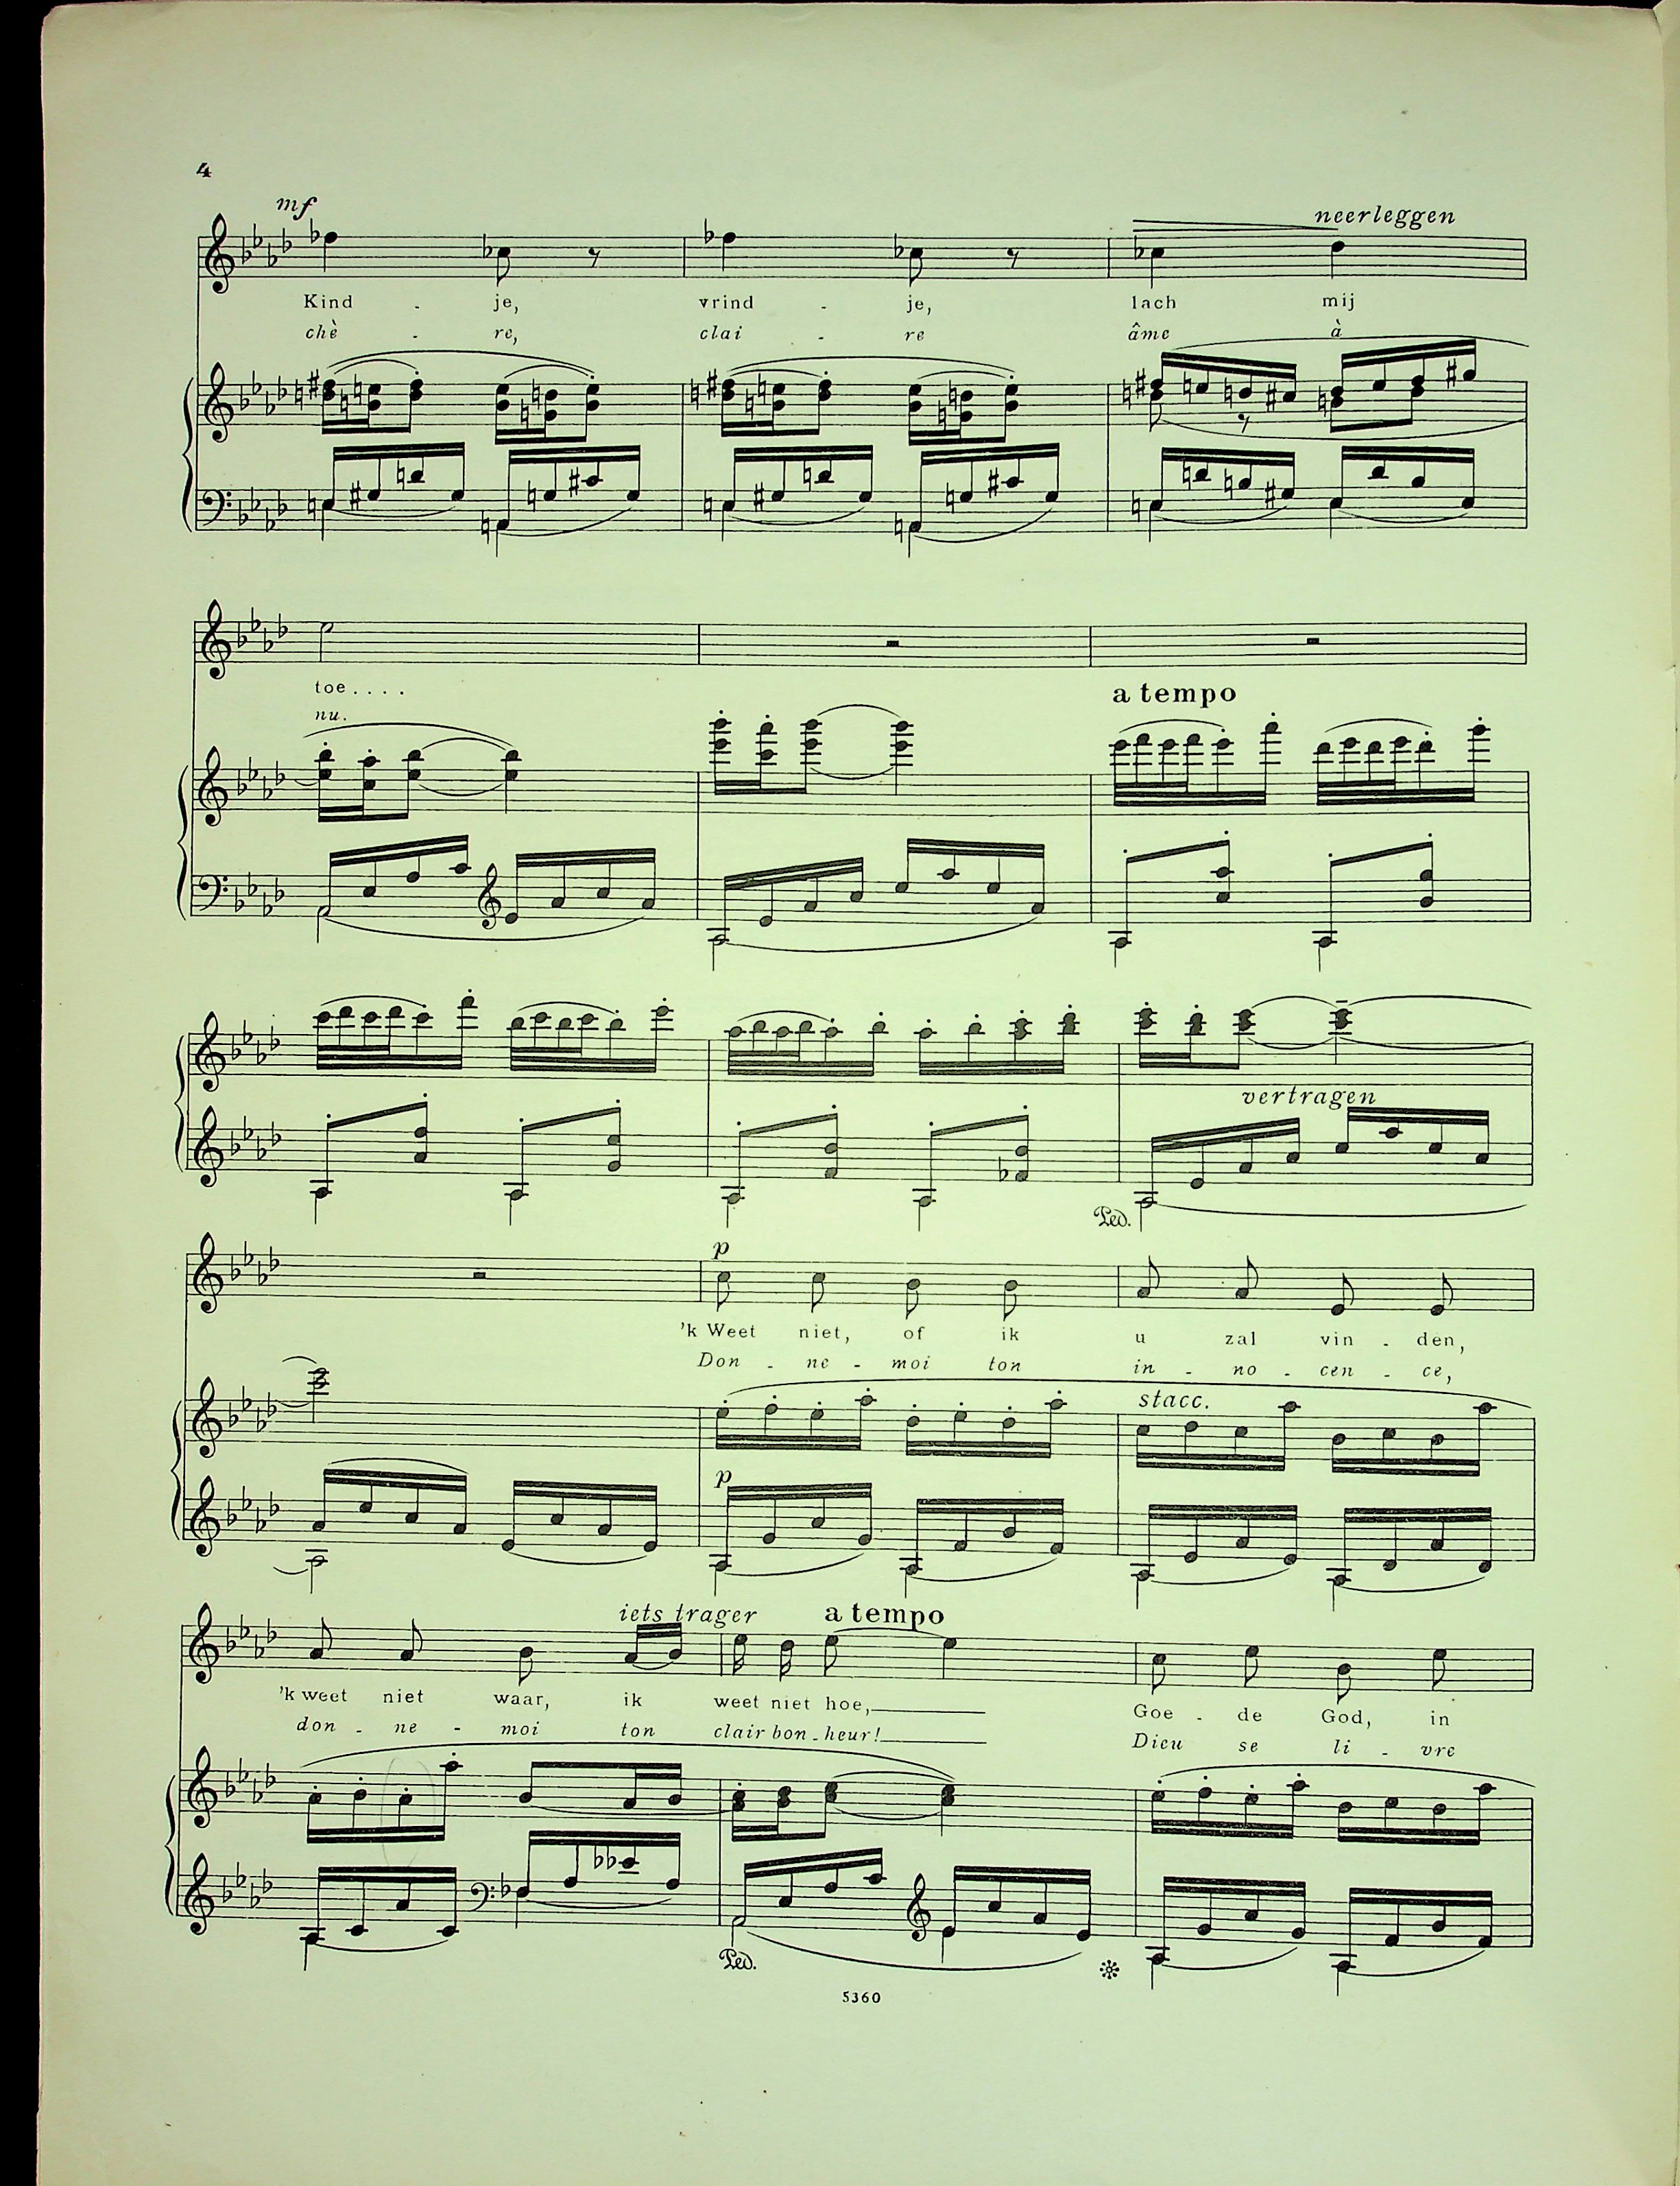 4
mf
neerleggen
Kind - je, vrind - je, lach mij
chè - re, clai - re âme à
toe....
nu.
a tempo
vertragen
Ped.
p
'k Weet niet, of ik u zal vin - den,
Don - ne - moi ton in - no - cen - ce,
stacc.
p
iets trager a tempo
'k weet niet waar, ik weet niet hoe, Goe - de God, in
don - ne - moi ton clair bon - heur! Dieu se li - vre
Ped.
5360